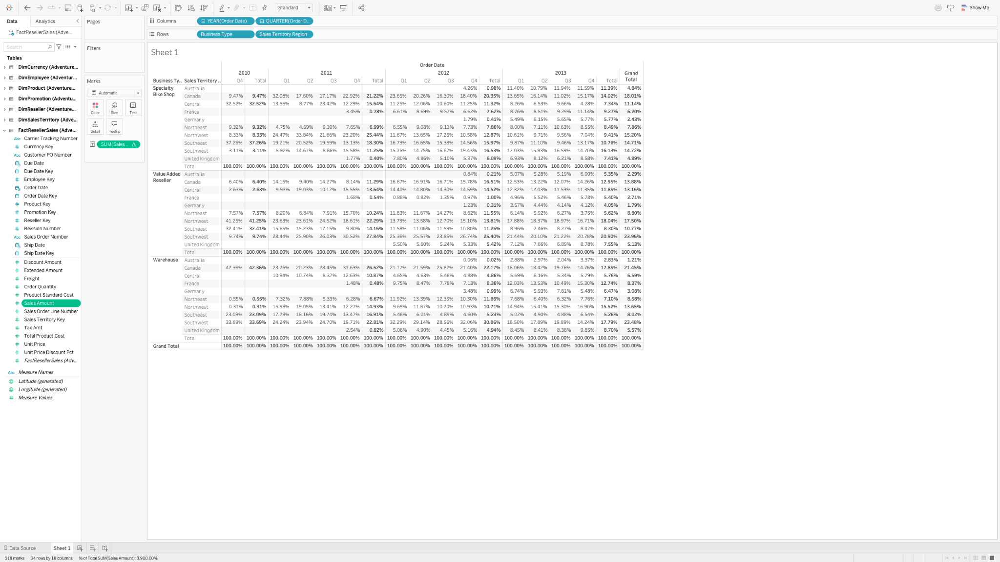 Standard
Show Me
Data
Analytics
Pages
Columns
YEAR(Order Date)
QUARTER(Order D..
FactResellerSales (Adve...
Rows
Business Type
Sales Territory Region
Search
Filters
Sheet 1
Tables
DimCurrency (Adventure...
DimEmployee (Adventur...
DimProduct (Adventure...
DimPromotion (Adventu...
DimReseller (Adventure...
DimSalesTerritory (Adve...
FactResellerSales (Adve...
Abc Carrier Tracking Number
Currency Key
Abc Customer PO Number
Due Date
Due Date Key
Employee Key
Order Date
Order Date Key
Product Key
Promotion Key
Reseller Key
Revision Number
Abc Sales Order Number
Ship Date
Ship Date Key
Discount Amount
Extended Amount
Freight
Order Quantity
Product Standard Cost
Sales Amount
Sales Order Line Number
Sales Territory Key
Tax Amt
Total Product Cost
Unit Price
Unit Price Discount Pct
FactResellerSales (Adv...
Abc Measure Names
Latitude (generated)
Longitude (generated)
Measure Values
Marks
Automatic
Color Size Text
Detail Tooltip
SUM(Sales ..
Order Date
2010 2011 2012 2013 Grand Total
Business Ty.. Sales Territory .. Q4 Total Q1 Q2 Q3 Q4 Total Q1 Q2 Q3 Q4 Total Q1 Q2 Q3 Q4 Total
Specialty Bike Shop
Australia 4.26% 0.98% 11.40% 10.79% 11.94% 11.59% 11.39% 4.84%
Canada 9.47% 9.47% 32.08% 17.60% 17.17% 22.92% 21.22% 23.65% 20.26% 16.30% 18.40% 20.35% 13.65% 16.14% 11.02% 15.17% 14.02% 18.01%
Central 32.52% 32.52% 13.56% 8.77% 23.42% 12.29% 15.64% 11.25% 12.06% 10.60% 11.25% 11.32% 8.26% 6.53% 9.66% 4.28% 7.34% 11.14%
France 3.45% 0.78% 6.61% 8.69% 9.57% 6.62% 7.62% 8.76% 8.51% 9.29% 11.14% 9.27% 6.20%
Germany 1.79% 0.41% 5.49% 6.15% 5.65% 5.77% 5.77% 2.43%
Northeast 9.32% 9.32% 4.75% 4.59% 9.30% 7.65% 6.99% 6.55% 9.08% 9.13% 7.73% 7.86% 8.00% 7.11% 10.63% 8.55% 8.49% 7.86%
Northwest 8.33% 8.33% 24.47% 33.84% 21.66% 23.20% 25.44% 11.67% 13.65% 17.25% 10.58% 12.87% 10.61% 9.71% 9.56% 7.04% 9.41% 15.20%
Southeast 37.26% 37.26% 19.21% 20.52% 19.59% 13.13% 18.30% 16.73% 16.65% 15.38% 14.56% 15.97% 9.87% 11.10% 9.46% 13.17% 10.76% 14.71%
Southwest 3.11% 3.11% 5.92% 14.67% 8.86% 15.58% 11.25% 15.75% 14.75% 16.67% 19.43% 16.53% 17.03% 15.83% 16.59% 14.70% 16.13% 14.72%
United Kingdom 1.77% 0.40% 7.80% 4.86% 5.10% 5.37% 6.09% 6.93% 8.12% 6.21% 8.58% 7.41% 4.89%
Total 100.00% 100.00% 100.00% 100.00% 100.00% 100.00% 100.00% 100.00% 100.00% 100.00% 100.00% 100.00% 100.00% 100.00% 100.00% 100.00% 100.00% 100.00%
Value Added Reseller
Australia 0.84% 0.21% 5.07% 5.28% 5.19% 6.00% 5.35% 2.29%
Canada 6.40% 6.40% 14.15% 9.40% 14.27% 8.14% 11.29% 16.67% 16.91% 16.71% 15.78% 16.51% 12.53% 13.22% 12.07% 14.26% 12.95% 13.88%
Central 2.63% 2.63% 9.93% 19.03% 10.12% 15.55% 13.64% 14.40% 14.80% 14.30% 14.59% 14.52% 12.32% 12.03% 11.53% 11.35% 11.85% 13.16%
France 1.68% 0.54% 0.88% 0.82% 1.35% 0.97% 1.00% 4.96% 5.52% 5.46% 5.78% 5.40% 2.71%
Germany 1.23% 0.31% 3.57% 4.44% 4.14% 4.12% 4.05% 1.79%
Northeast 7.57% 7.57% 8.20% 6.84% 7.91% 15.70% 10.24% 11.83% 11.67% 14.27% 8.62% 11.55% 6.14% 5.92% 6.27% 3.75% 5.62% 8.80%
Northwest 41.25% 41.25% 23.63% 23.61% 24.52% 18.61% 22.29% 13.79% 13.58% 12.70% 15.10% 13.81% 17.88% 18.37% 18.97% 16.71% 18.04% 17.50%
Southeast 32.41% 32.41% 15.65% 15.23% 17.15% 9.80% 14.16% 11.58% 11.06% 11.59% 10.80% 11.26% 8.96% 7.46% 8.27% 8.47% 8.30% 10.77%
Southwest 9.74% 9.74% 28.44% 25.90% 26.03% 30.52% 27.84% 25.36% 25.57% 23.85% 26.74% 25.40% 21.44% 20.10% 21.22% 20.78% 20.90% 23.96%
United Kingdom 5.50% 5.60% 5.24% 5.33% 5.42% 7.12% 7.66% 6.89% 8.78% 7.55% 5.13%
Total 100.00% 100.00% 100.00% 100.00% 100.00% 100.00% 100.00% 100.00% 100.00% 100.00% 100.00% 100.00% 100.00% 100.00% 100.00% 100.00% 100.00% 100.00%
Warehouse
Australia 0.06% 0.02% 2.88% 2.97% 2.04% 3.37% 2.83% 1.21%
Canada 42.36% 42.36% 23.75% 20.23% 28.45% 31.63% 26.52% 21.17% 21.59% 25.82% 21.40% 22.17% 18.06% 18.42% 19.76% 14.76% 17.85% 21.45%
Central 10.94% 10.74% 8.37% 12.63% 10.87% 4.65% 4.63% 5.46% 4.88% 4.86% 5.69% 6.16% 5.34% 5.79% 5.76% 6.59%
France 1.48% 0.48% 9.75% 8.47% 7.78% 7.13% 8.36% 12.03% 13.53% 10.49% 15.30% 12.74% 8.37%
Germany 3.48% 0.99% 6.74% 5.93% 7.61% 5.48% 6.47% 3.08%
Northeast 0.55% 0.55% 7.32% 7.88% 5.33% 6.28% 6.67% 11.92% 13.39% 12.35% 10.30% 11.86% 7.68% 6.40% 6.32% 7.76% 7.10% 8.58%
Northwest 0.31% 0.31% 15.98% 19.05% 13.41% 12.27% 14.93% 9.69% 11.87% 10.70% 10.93% 10.71% 14.94% 15.41% 15.30% 16.90% 15.52% 13.65%
Southeast 23.09% 23.09% 17.78% 18.16% 19.74% 13.47% 16.91% 5.46% 6.01% 4.89% 4.60% 5.23% 5.02% 4.90% 4.88% 6.54% 5.26% 8.02%
Southwest 33.69% 33.69% 24.24% 23.94% 24.70% 19.71% 22.81% 32.29% 29.14% 28.56% 32.06% 30.86% 18.50% 17.89% 19.89% 14.24% 17.79% 23.48%
United Kingdom 2.54% 0.82% 5.06% 4.90% 4.45% 5.16% 4.94% 8.45% 8.41% 8.38% 9.85% 8.70% 5.57%
Total 100.00% 100.00% 100.00% 100.00% 100.00% 100.00% 100.00% 100.00% 100.00% 100.00% 100.00% 100.00% 100.00% 100.00% 100.00% 100.00% 100.00% 100.00%
Grand Total 100.00% 100.00% 100.00% 100.00% 100.00% 100.00% 100.00% 100.00% 100.00% 100.00% 100.00% 100.00% 100.00% 100.00% 100.00% 100.00% 100.00% 100.00%
Data Source
Sheet 1
518 marks 34 rows by 18 columns % of Total SUM(Sales Amount): 3,900.00%